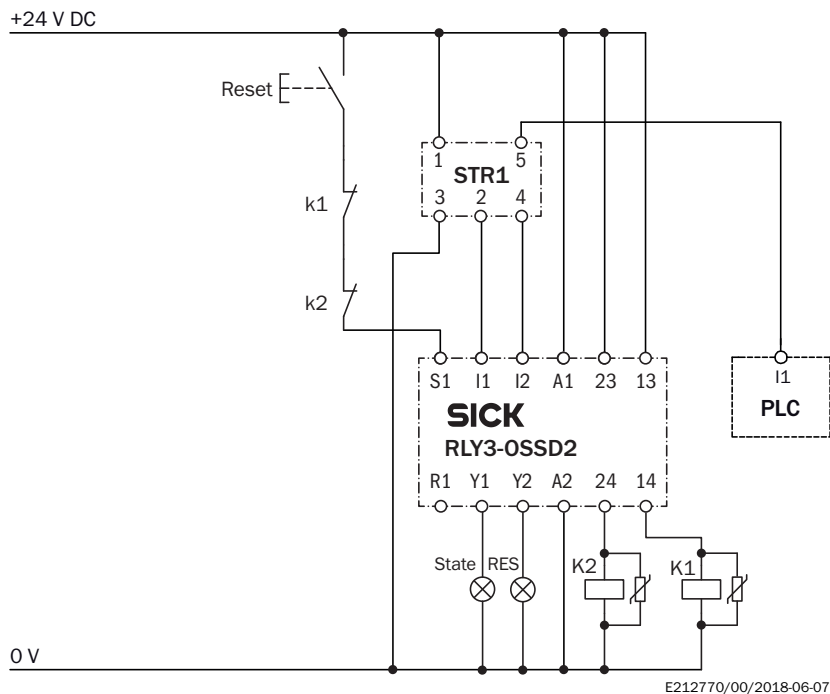 +24 V DC
Reset
1 5
STR1
3 2 4
k1
k2
S1 I1 I2 A1 23 13
SICK
RLY3-OSSD2
R1 Y1 Y2 A2 24 14
I1
PLC
State RES K2 K1
0 V
E212770/00/2018-06-07